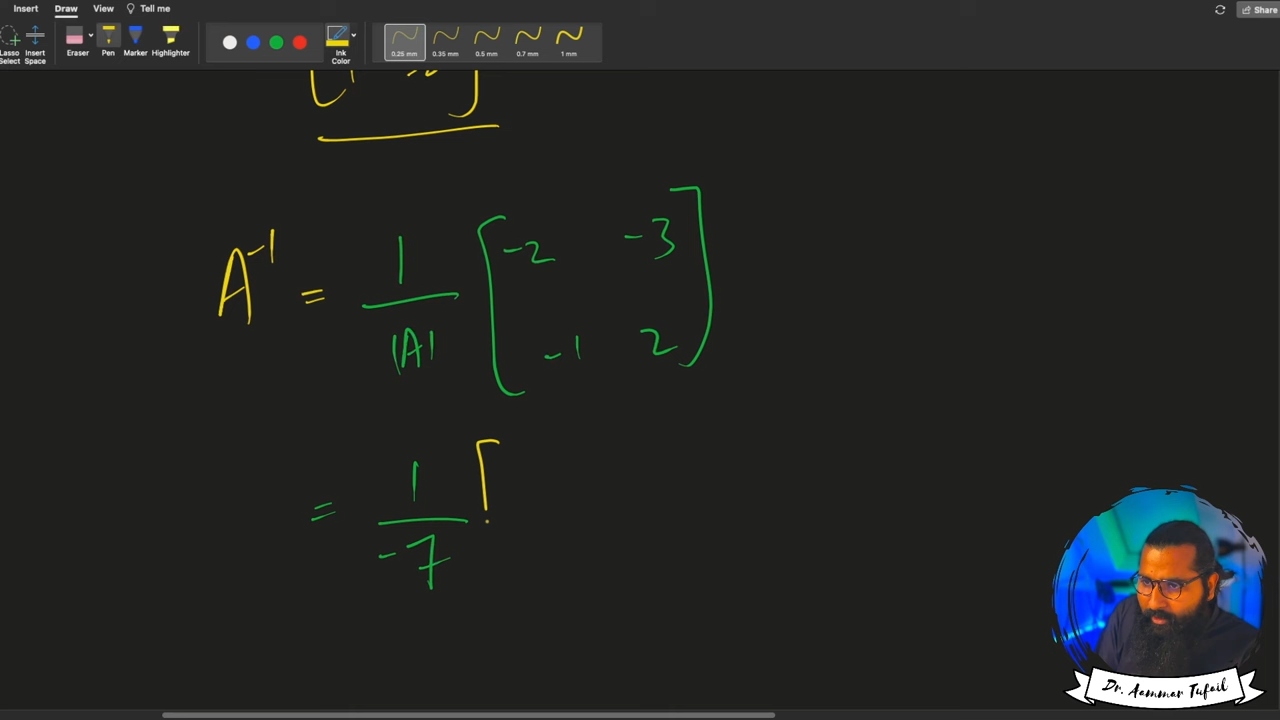 Insert Draw View Tell me Share
Lasso Select Insert Space Eraser Pen Marker Highlighter Ink Color 0.25 mm 0.35 mm 0.5 mm 0.7 mm 1 mm
A⁻¹ = 1/|A| [ -2 -3
-1 2 ]
= 1/-7 [
Dr. Aammar Tufail